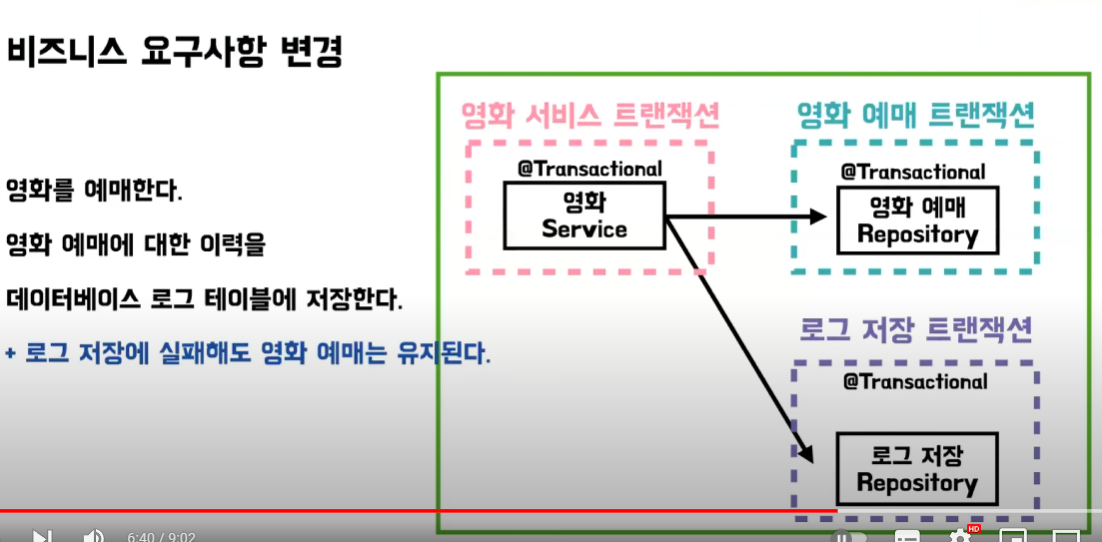 비즈니스 요구사항 변경
영화를 예매한다.
영화 예매에 대한 이력을
데이터베이스 로그 테이블에 저장한다.
+ 로그 저장에 실패해도 영화 예매는 유지된다.
영화 서비스 트랜잭션
@Transactional
영화
Service
영화 예매 트랜잭션
@Transactional
영화 예매
Repository
로그 저장 트랜잭션
@Transactional
로그 저장
Repository
6:40 / 9:02
HD